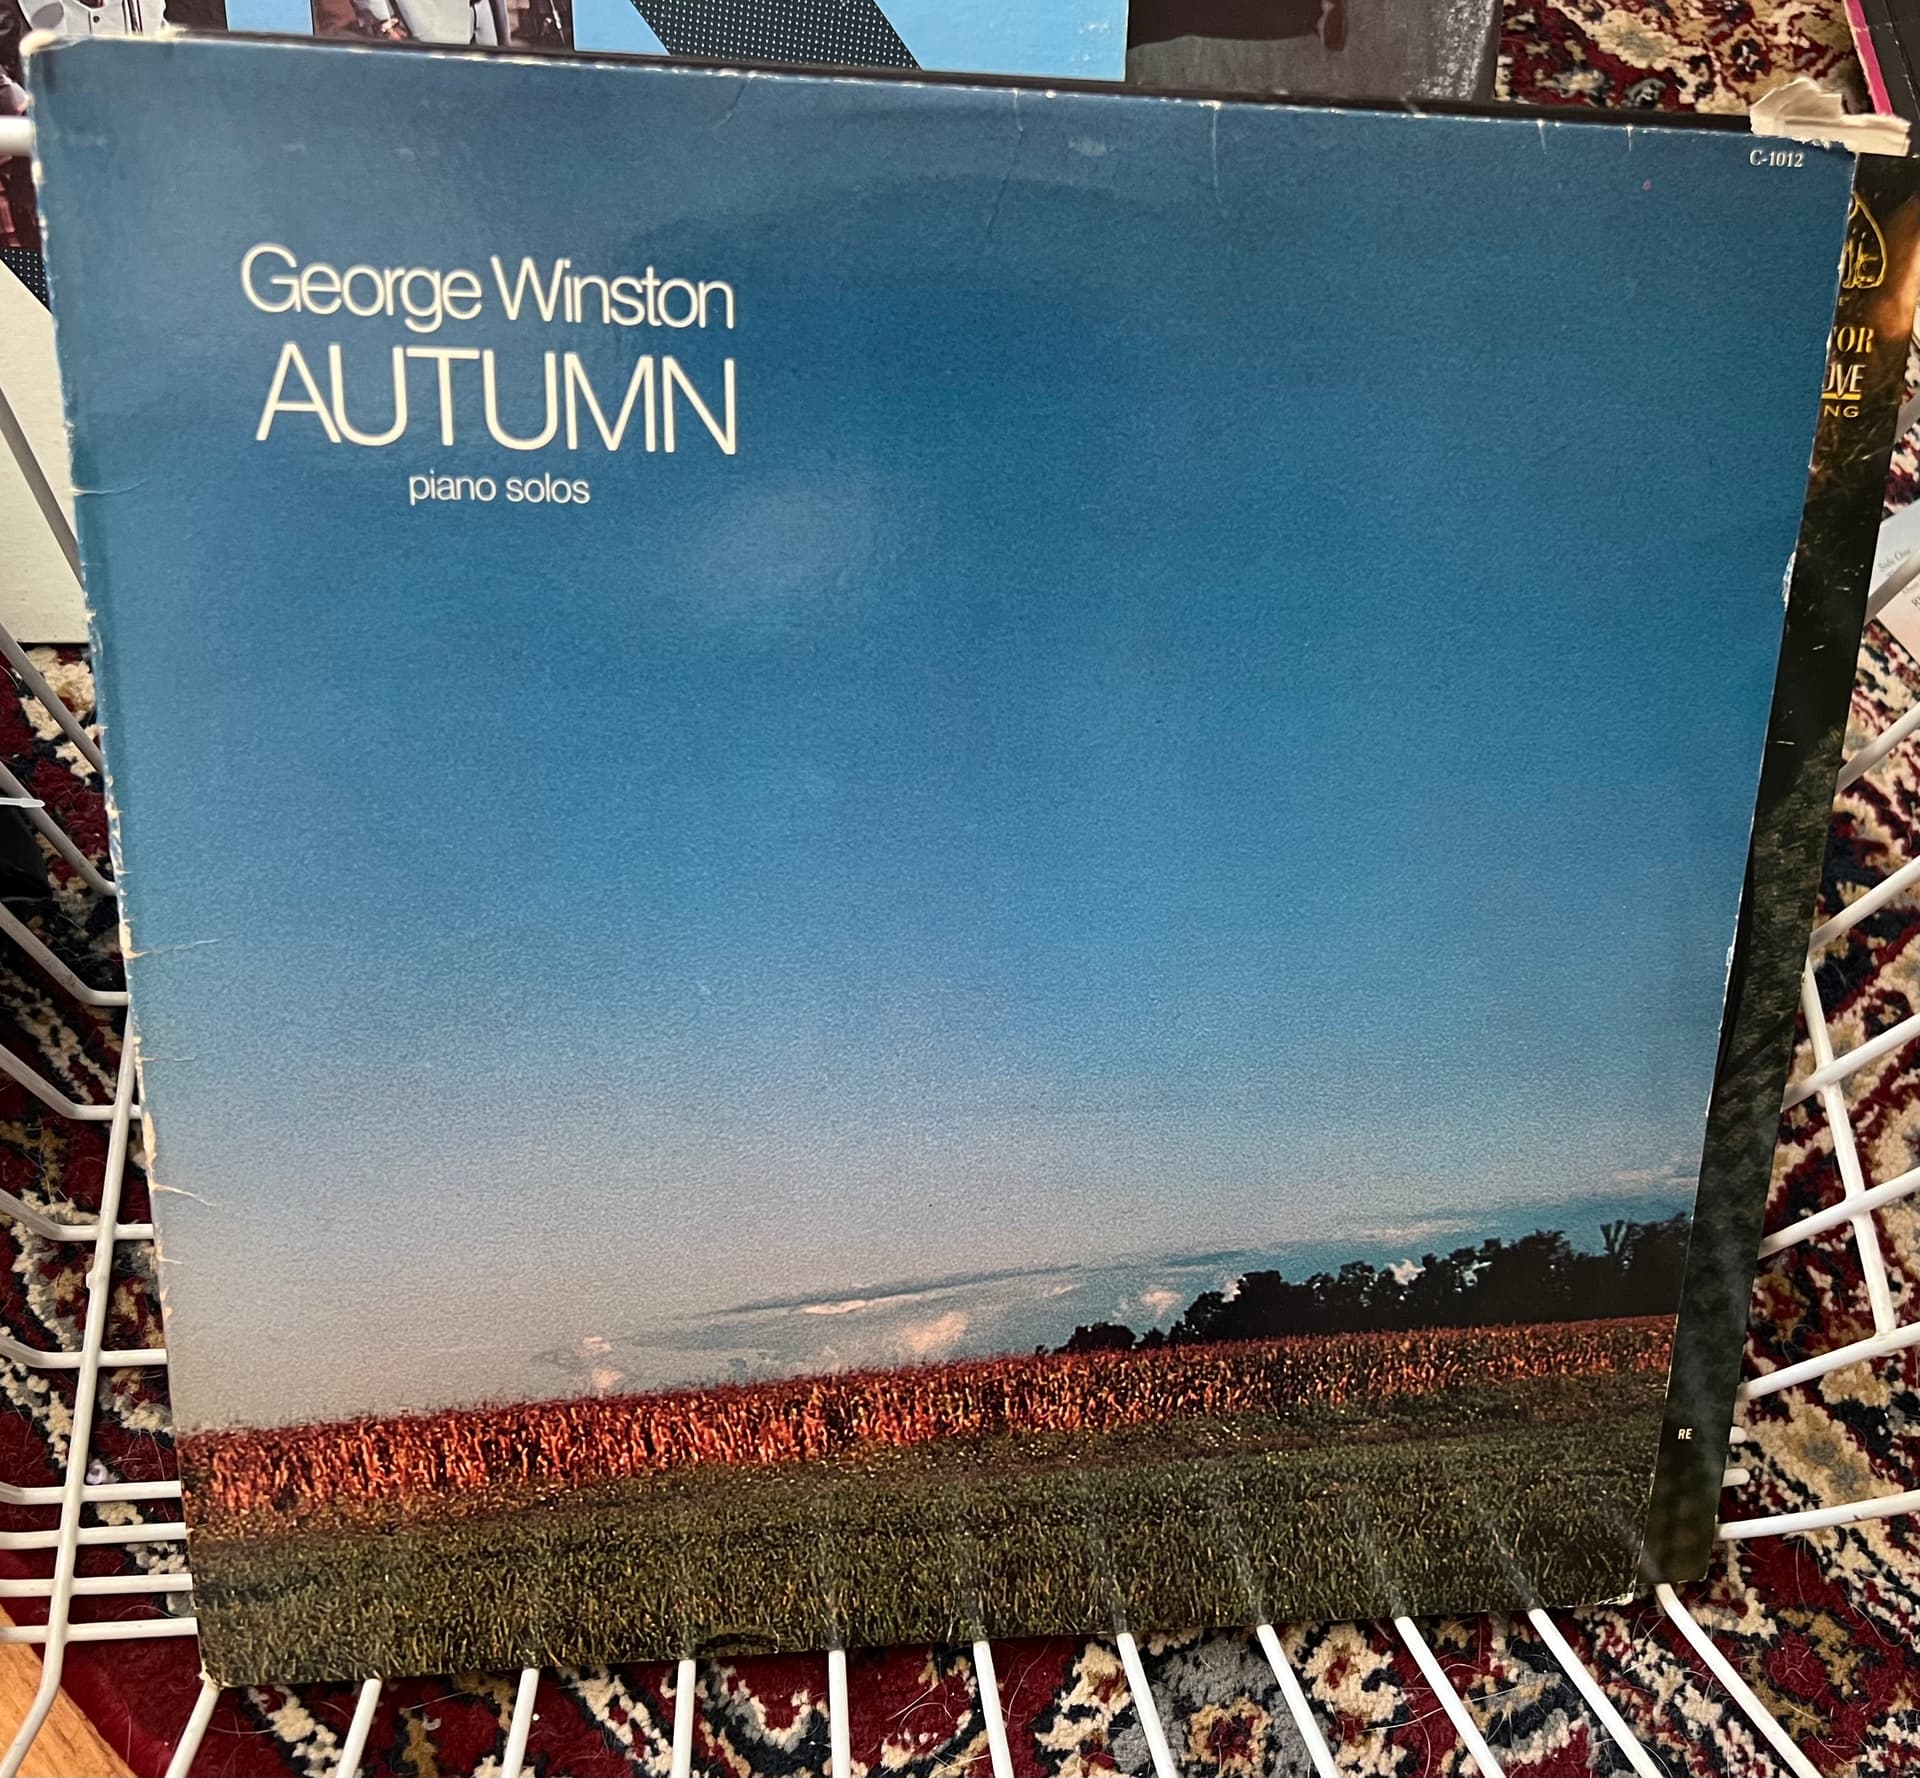 C-1012
George Winston
AUTUMN
piano solos
RE